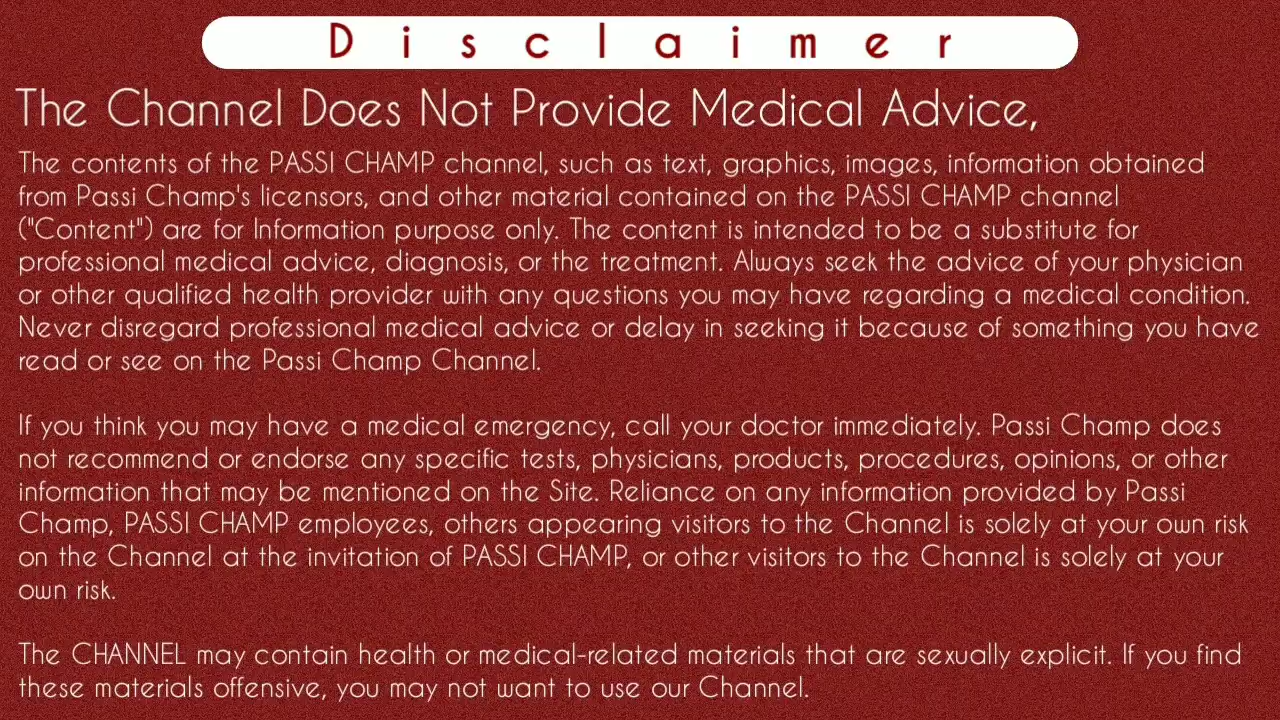 Disclaimer
The Channel Does Not Provide Medical Advice,
The contents of the PASSI CHAMP channel, such as text, graphics, images, information obtained
from Passi Champ's licensors, and other material contained on the PASSI CHAMP channel
("Content") are for Information purpose only. The content is intended to be a substitute for
professional medical advice, diagnosis, or the treatment. Always seek the advice of your physician
or other qualified health provider with any questions you may have regarding a medical condition.
Never disregard professional medical advice or delay in seeking it because of something you have
read or see on the Passi Champ Channel.
If you think you may have a medical emergency, call your doctor immediately. Passi Champ does
not recommend or endorse any specific tests, physicians, products, procedures, opinions, or other
information that may be mentioned on the Site. Reliance on any information provided by Passi
Champ, PASSI CHAMP employees, others appearing visitors to the Channel is solely at your own risk
on the Channel at the invitation of PASSI CHAMP, or other visitors to the Channel is solely at your
own risk.
The CHANNEL may contain health or medical-related materials that are sexually explicit. If you find
these materials offensive, you may not want to use our Channel.